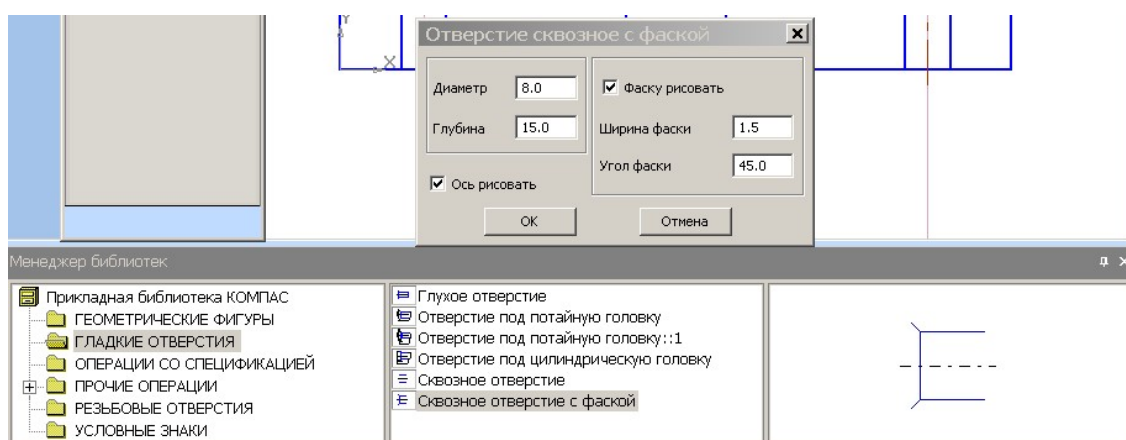 Y
X
Отверстие сквозное с фаской
Диаметр 8.0
Глубина 15.0
Ось рисовать
Фаску рисовать
Ширина фаски 1.5
Угол фаски 45.0
ОК
Отмена
Менеджер библиотек
Прикладная библиотека КОМПАС
ГЕОМЕТРИЧЕСКИЕ ФИГУРЫ
ГЛАДКИЕ ОТВЕРСТИЯ
ОПЕРАЦИИ СО СПЕЦИФИКАЦИЕЙ
ПРОЧИЕ ОПЕРАЦИИ
РЕЗЬБОВЫЕ ОТВЕРСТИЯ
УСЛОВНЫЕ ЗНАКИ
Глухое отверстие
Отверстие под потайную головку
Отверстие под потайную головку::1
Отверстие под цилиндрическую головку
Сквозное отверстие
Сквозное отверстие с фаской